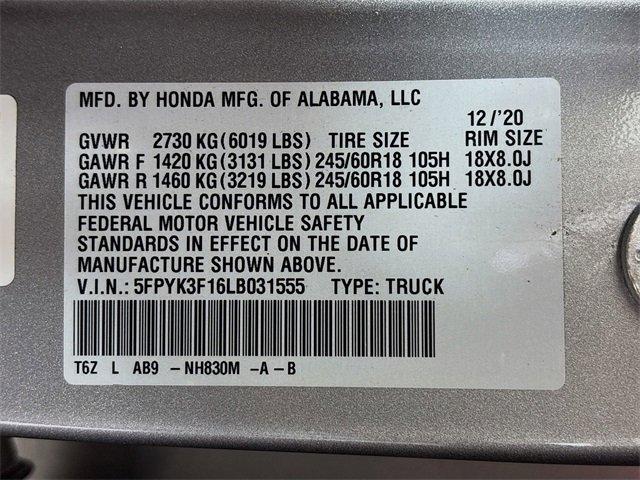 MFD. BY HONDA MFG. OF ALABAMA, LLC
12/'20
GVWR 2730 KG(6019 LBS) TIRE SIZE RIM SIZE
GAWR F 1420 KG(3131 LBS) 245/60R18 105H 18X8.0J
GAWR R 1460 KG(3219 LBS) 245/60R18 105H 18X8.0J
THIS VEHICLE CONFORMS TO ALL APPLICABLE
FEDERAL MOTOR VEHICLE SAFETY
STANDARDS IN EFFECT ON THE DATE OF
MANUFACTURE SHOWN ABOVE.
V.I.N.: 5FPYK3F16LB031555 TYPE: TRUCK
T6Z L AB9 -NH830M -A-B